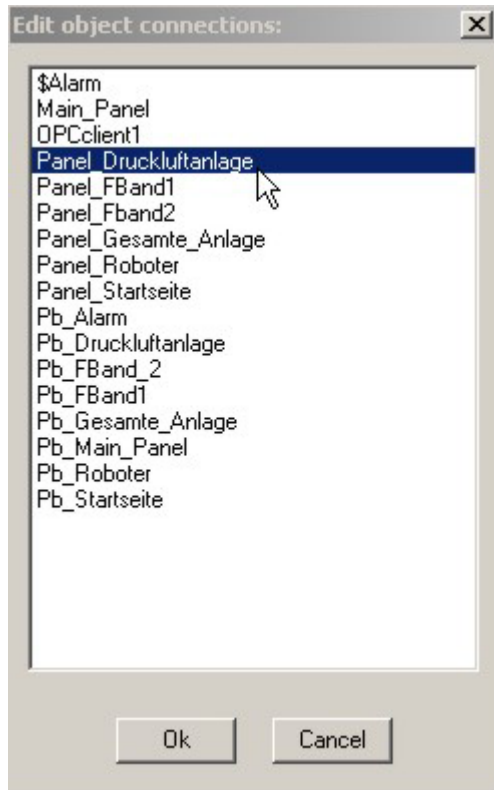 Edit object connections:
$Alarm
Main_Panel
OPCclient1
Panel_Druckluftanlage
Panel_FBand1
Panel_Fband2
Panel_Gesamte_Anlage
Panel_Roboter
Panel_Startseite
Pb_Alarm
Pb_Druckluftanlage
Pb_FBand_2
Pb_FBand1
Pb_Gesamte_Anlage
Pb_Main_Panel
Pb_Roboter
Pb_Startseite
Ok Cancel